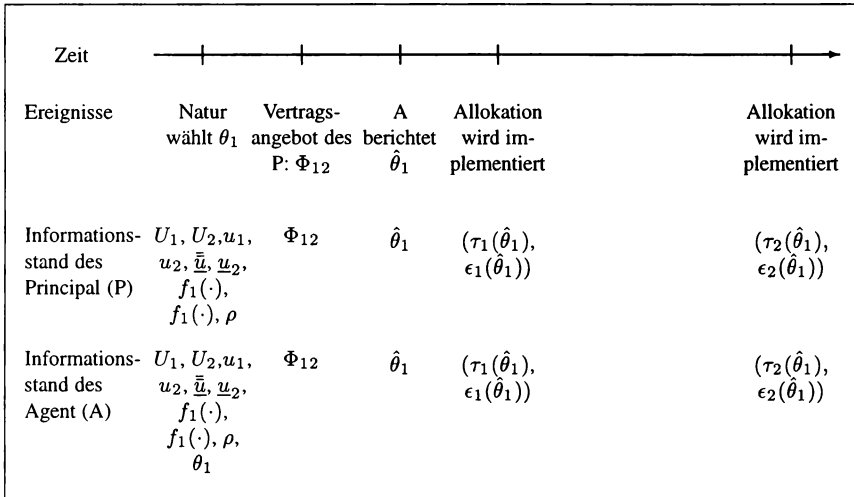 Zeit
Ereignisse Natur Vertrags- A Allokation Allokation
wählt θ₁ angebot des berichtet wird im- wird im-
P: Φ₁₂ θ̂₁ plementiert plementiert
Informations- U₁, U₂,u₁, Φ₁₂ θ̂₁ (τ₁(θ̂₁), (τ₂(θ̂₁),
stand des u₂, u̲̿, u̲₂, ϵ₁(θ̂₁)) ϵ₂(θ̂₁))
Principal (P) f₁(·),
f₁(·), ρ
Informations- U₁, U₂,u₁, Φ₁₂ θ̂₁ (τ₁(θ̂₁), (τ₂(θ̂₁),
stand des u₂, u̲̿, u̲₂, ϵ₁(θ̂₁)) ϵ₂(θ̂₁))
Agent (A) f₁(·),
f₁(·), ρ,
θ₁